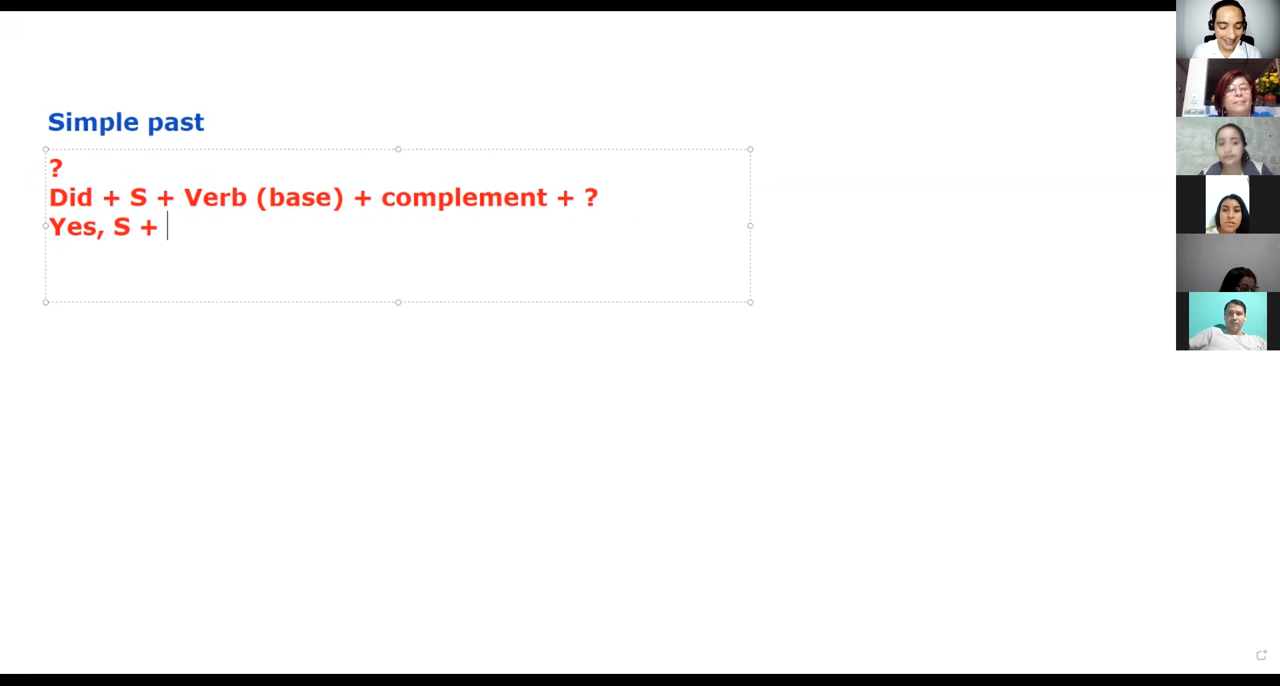 Simple past
?
Did + S + Verb (base) + complement + ?
Yes, S +